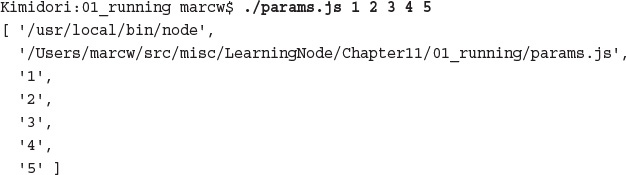 Kimidori:01_running marcw$ ./params.js 1 2 3 4 5
[ '/usr/local/bin/node',
'/Users/marcw/src/misc/LearningNode/Chapter11/01_running/params.js',
'1',
'2',
'3',
'4',
'5' ]